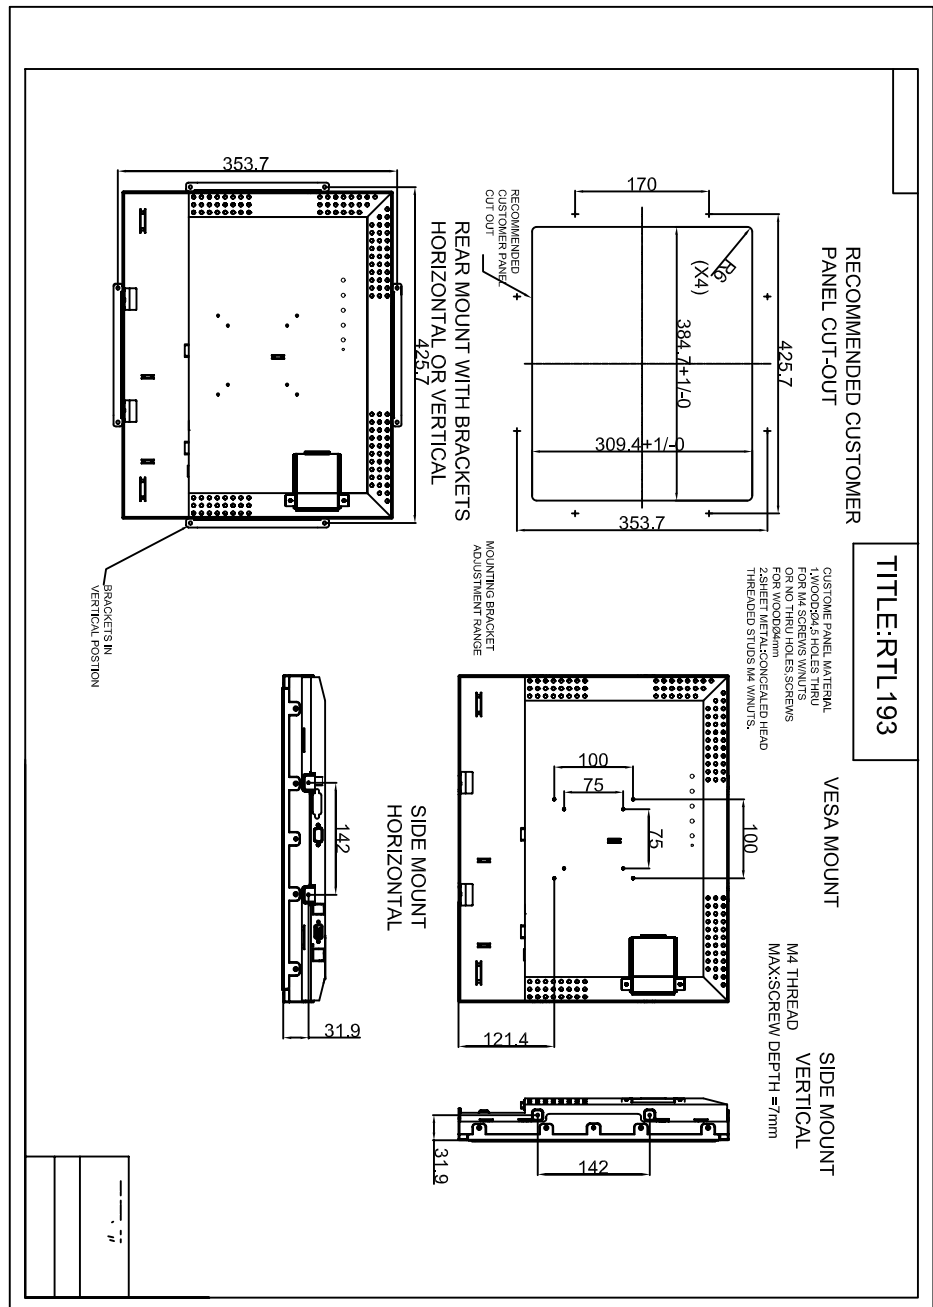 TITLE:RTL193
RECOMMENDED CUSTOMER
PANEL CUT-OUT
425.7
170
R6
(X4)
384.7+1/-0
309.4+1/-0
353.7
RECOMMENDED
CUSTOMER PANEL
CUT OUT
CUSTOME PANEL MATERIAL
1.WOOD:Ø4.5 HOLES THRU
FOR M4 SCREWS W/NUTS
OR NO THRU HOLES,SCREWS
FOR WOODØ4mm
2.SHEET METAL:CONCEALED HEAD
THREADED STUDS M4 W/NUTS.
VESA MOUNT
M4 THREAD
MAX:SCREW DEPTH =7mm
100
75
75
100
121.4
SIDE MOUNT
VERTICAL
142
31.9
REAR MOUNT WITH BRACKETS
HORIZONTAL OR VERTICAL
425.7
353.7
MOUNTING BRACKET
ADJUSTMENT RANGE
BRACKETS IN
VERTICAL POSTION
SIDE MOUNT
HORIZONTAL
142
31.9